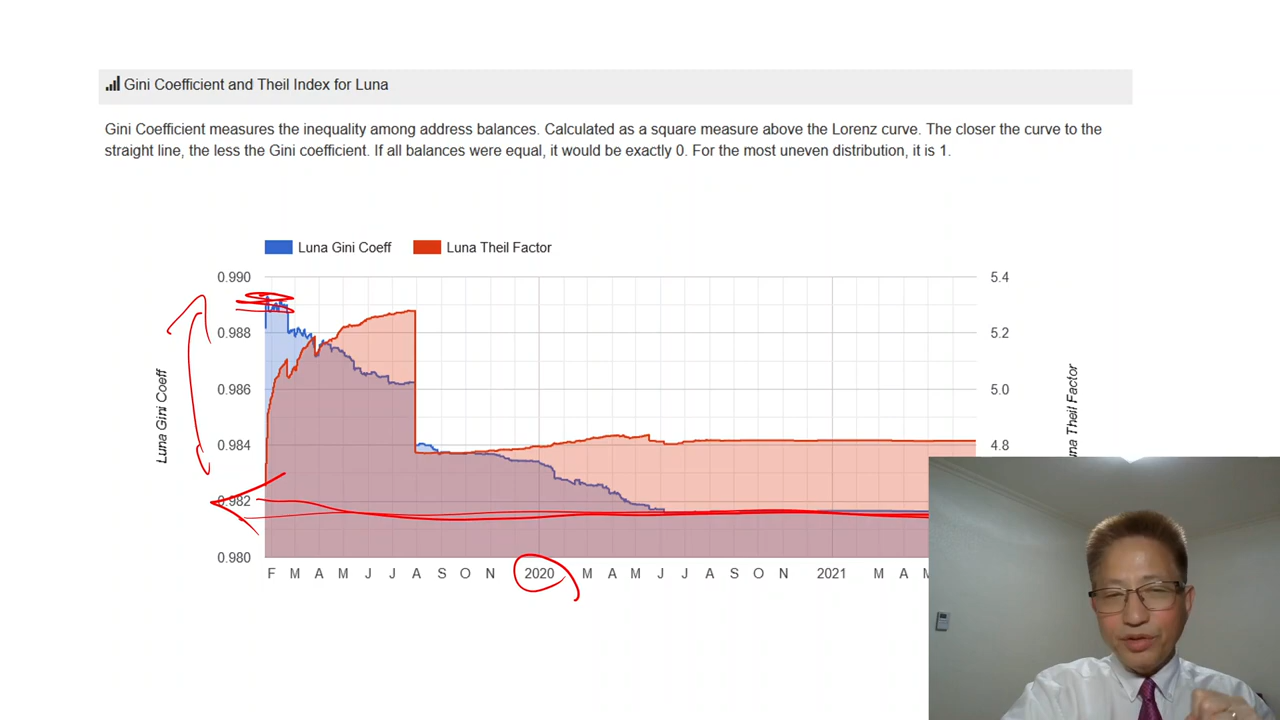 Gini Coefficient and Theil Index for Luna
Gini Coefficient measures the inequality among address balances. Calculated as a square measure above the Lorenz curve. The closer the curve to the
straight line, the less the Gini coefficient. If all balances were equal, it would be exactly 0. For the most uneven distribution, it is 1.
Luna Gini Coeff Luna Theil Factor
0.990 5.4
0.988 5.2
0.986 5.0
0.984 4.8
0.982
0.980
Luna Gini Coeff
una Theil Factor
F M A M J J A S O N 2020 M A M J J A S O N 2021 M A M